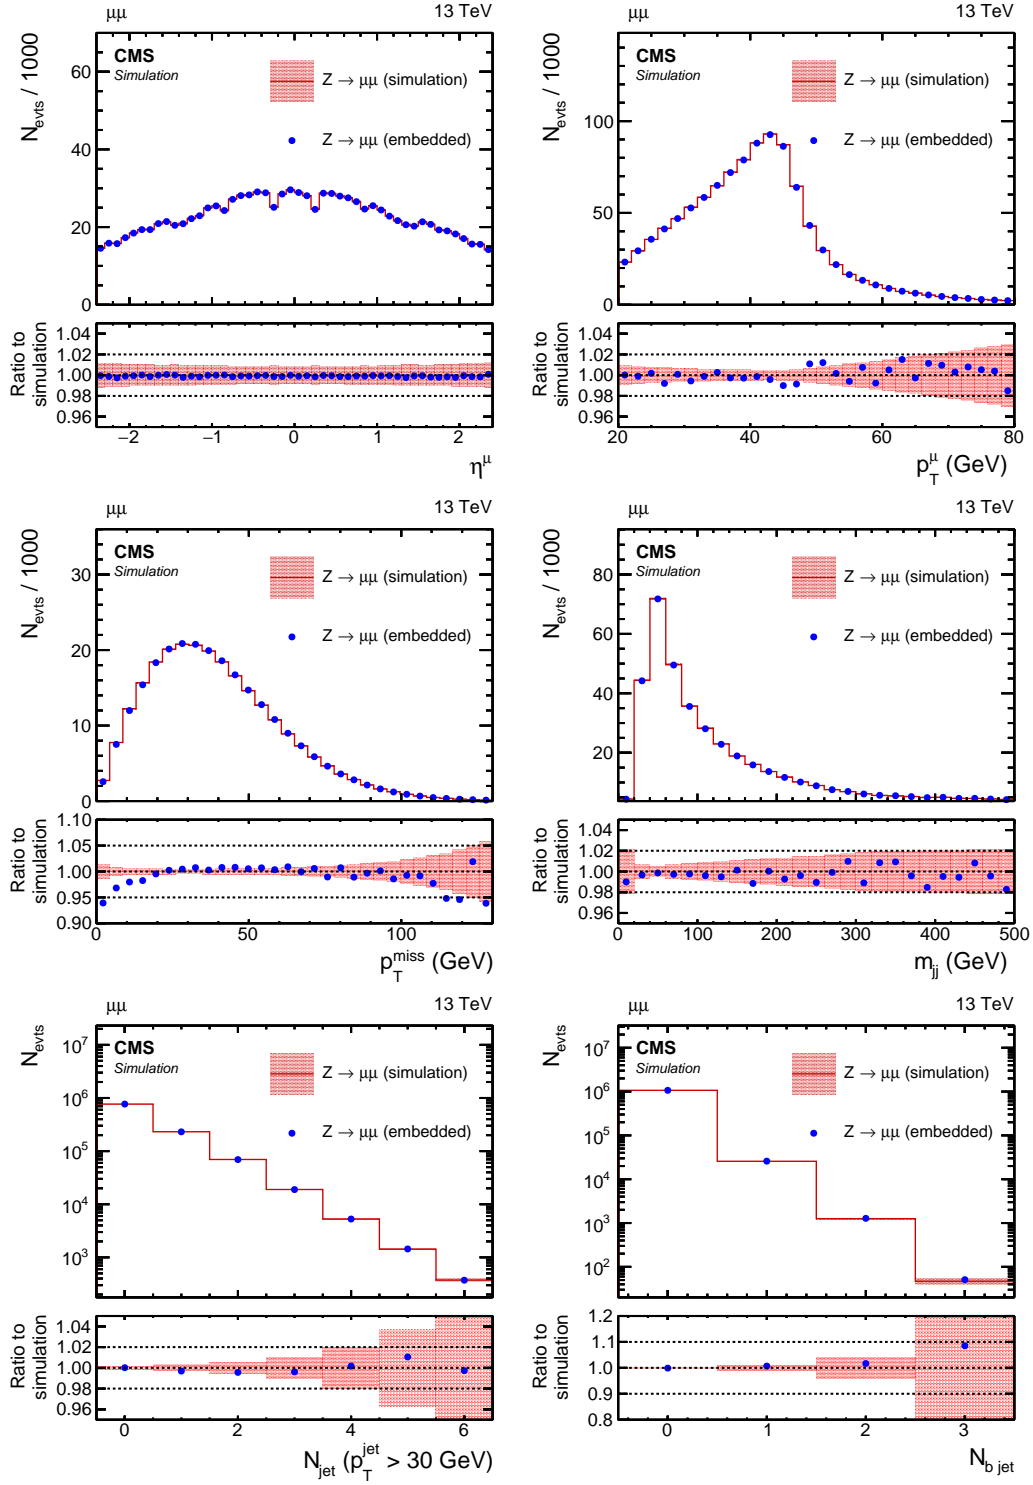 μμ 13 TeV
N_evts / 1000
CMS
Simulation
Z → μμ (simulation)
Z → μμ (embedded)
60
40
20
0
Ratio to simulation
1.04
1.02
1.00
0.98
0.96
−2 −1 0 1 2
η^μ
μμ 13 TeV
N_evts / 1000
CMS
Simulation
Z → μμ (simulation)
Z → μμ (embedded)
100
50
0
Ratio to simulation
1.04
1.02
1.00
0.98
0.96
20 40 60 80
p_T^μ (GeV)
μμ 13 TeV
N_evts / 1000
CMS
Simulation
Z → μμ (simulation)
Z → μμ (embedded)
30
20
10
0
Ratio to simulation
1.10
1.05
1.00
0.95
0.90
0 50 100
p_T^miss (GeV)
μμ 13 TeV
N_evts / 1000
CMS
Simulation
Z → μμ (simulation)
Z → μμ (embedded)
80
60
40
20
Ratio to simulation
1.04
1.02
1.00
0.98
0.96
0 100 200 300 400 500
m_jj (GeV)
μμ 13 TeV
N_evts
CMS
Simulation
Z → μμ (simulation)
Z → μμ (embedded)
10^7
10^6
10^5
10^4
10^3
Ratio to simulation
1.04
1.02
1.00
0.98
0.96
0 2 4 6
N_jet (p_T^jet > 30 GeV)
μμ 13 TeV
N_evts
CMS
Simulation
Z → μμ (simulation)
Z → μμ (embedded)
10^7
10^6
10^5
10^4
10^3
10^2
Ratio to simulation
1.2
1.1
1.0
0.9
0.8
0 1 2 3
N_b jet